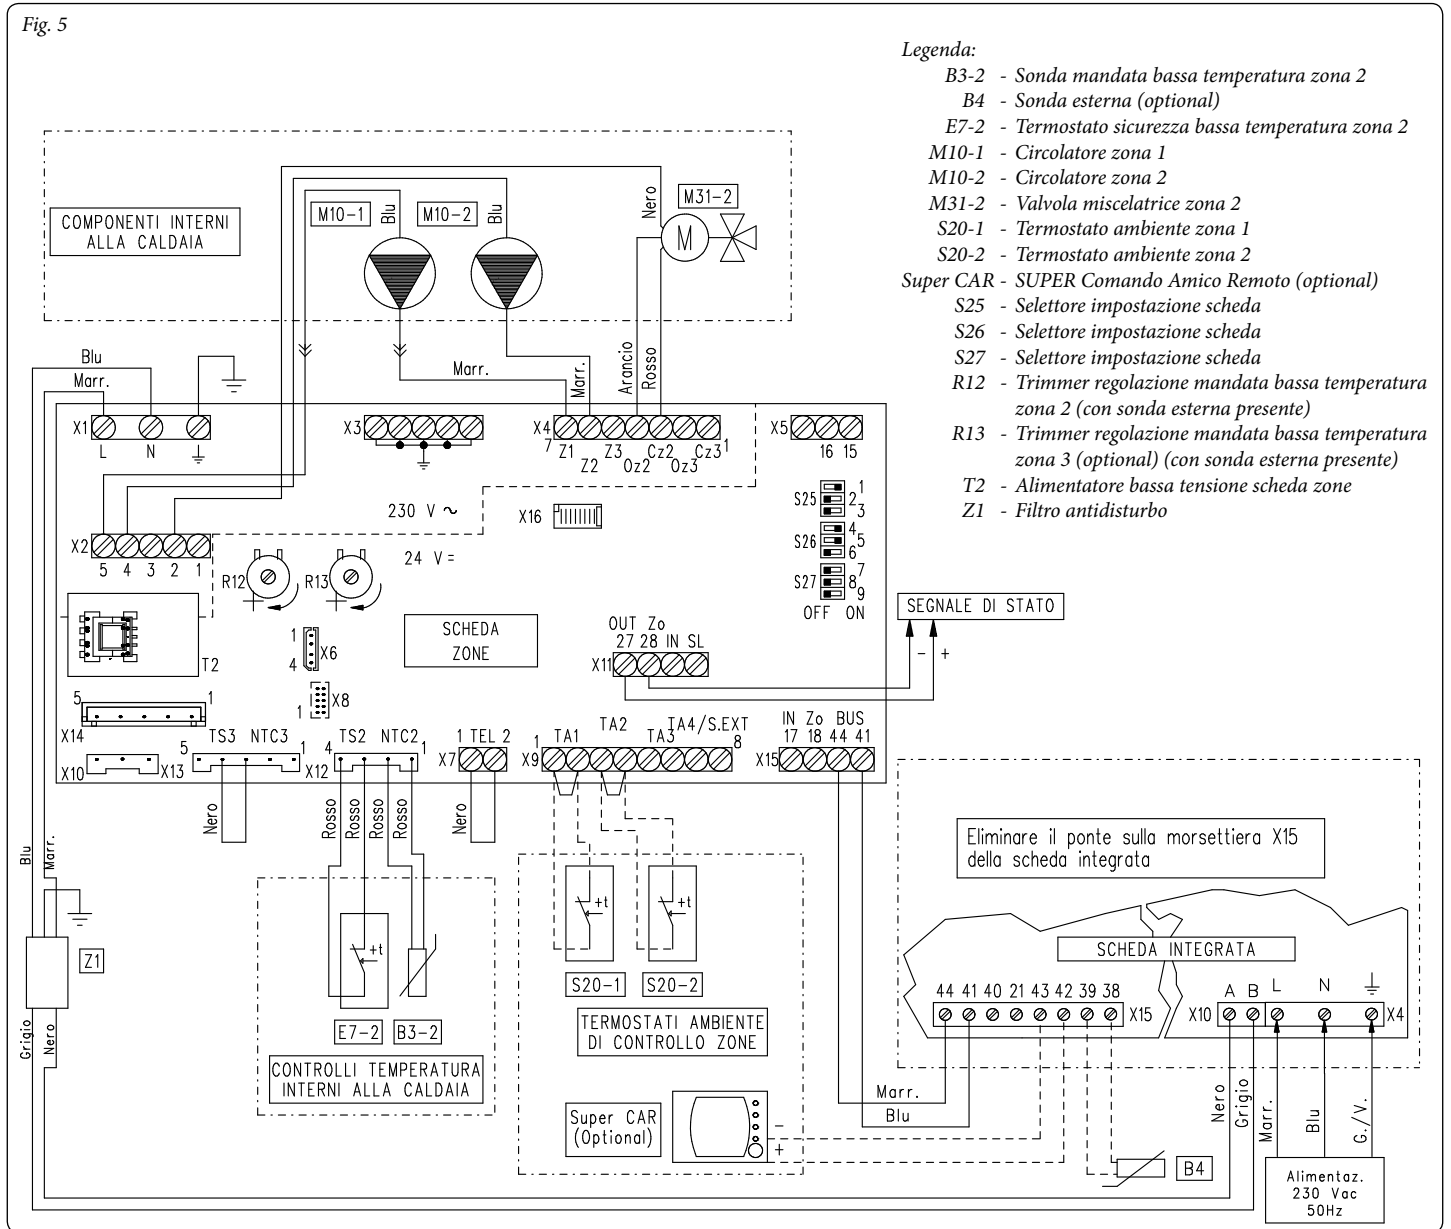 Fig. 5
Legenda:
B3-2 - Sonda mandata bassa temperatura zona 2
B4 - Sonda esterna (optional)
E7-2 - Termostato sicurezza bassa temperatura zona 2
M10-1 - Circolatore zona 1
M10-2 - Circolatore zona 2
M31-2 - Valvola miscelatrice zona 2
S20-1 - Termostato ambiente zona 1
S20-2 - Termostato ambiente zona 2
Super CAR - SUPER Comando Amico Remoto (optional)
S25 - Selettore impostazione scheda
S26 - Selettore impostazione scheda
S27 - Selettore impostazione scheda
R12 - Trimmer regolazione mandata bassa temperatura
zona 2 (con sonda esterna presente)
R13 - Trimmer regolazione mandata bassa temperatura
zona 3 (optional) (con sonda esterna presente)
T2 - Alimentatore bassa tensione scheda zone
Z1 - Filtro antidisturbo
COMPONENTI INTERNI
ALLA CALDAIA
M10-1
Blu
M10-2
Blu
Nero
M31-2
M
Blu
Marr.
Marr.
Marr.
Arancio
Rosso
X1
L N
X3
X4
7 Z1 Z2 Z3 Oz2 Cz2 Oz3 Cz3 1
X5
16 15
230 V ~
24 V =
X16
S25
1
2
3
S26
4
5
6
S27
7
8
9
OFF ON
X2
5 4 3 2 1
R12
R13
T2
SCHEDA
ZONE
1
4
X6
1
X8
OUT Zo
27 28 IN SL
X11
SEGNALE DI STATO
- +
5 1
X14
X10
X13
5 TS3 NTC3 1
X12
4 TS2 NTC2 1
X7
1 TEL 2
X9
1 TA1 TA2 TA3 TA4/S.EXT 8
X15
IN Zo BUS
17 18 44 41
Nero
Rosso
Rosso
Rosso
Rosso
Nero
Blu
Marr.
Z1
Grigio
Nero
+t
E7-2
B3-2
CONTROLLI TEMPERATURA
INTERNI ALLA CALDAIA
+t
+t
S20-1
S20-2
TERMOSTATI AMBIENTE
DI CONTROLLO ZONE
Super CAR
(Optional)
-
+
Eliminare il ponte sulla morsettiera X15
della scheda integrata
SCHEDA INTEGRATA
44 41 40 21 43 42 39 38
X15
X10
A B L N
X4
Marr.
Blu
B4
Nero
Grigio
Marr.
Blu
G./V.
Alimentaz.
230 Vac
50Hz